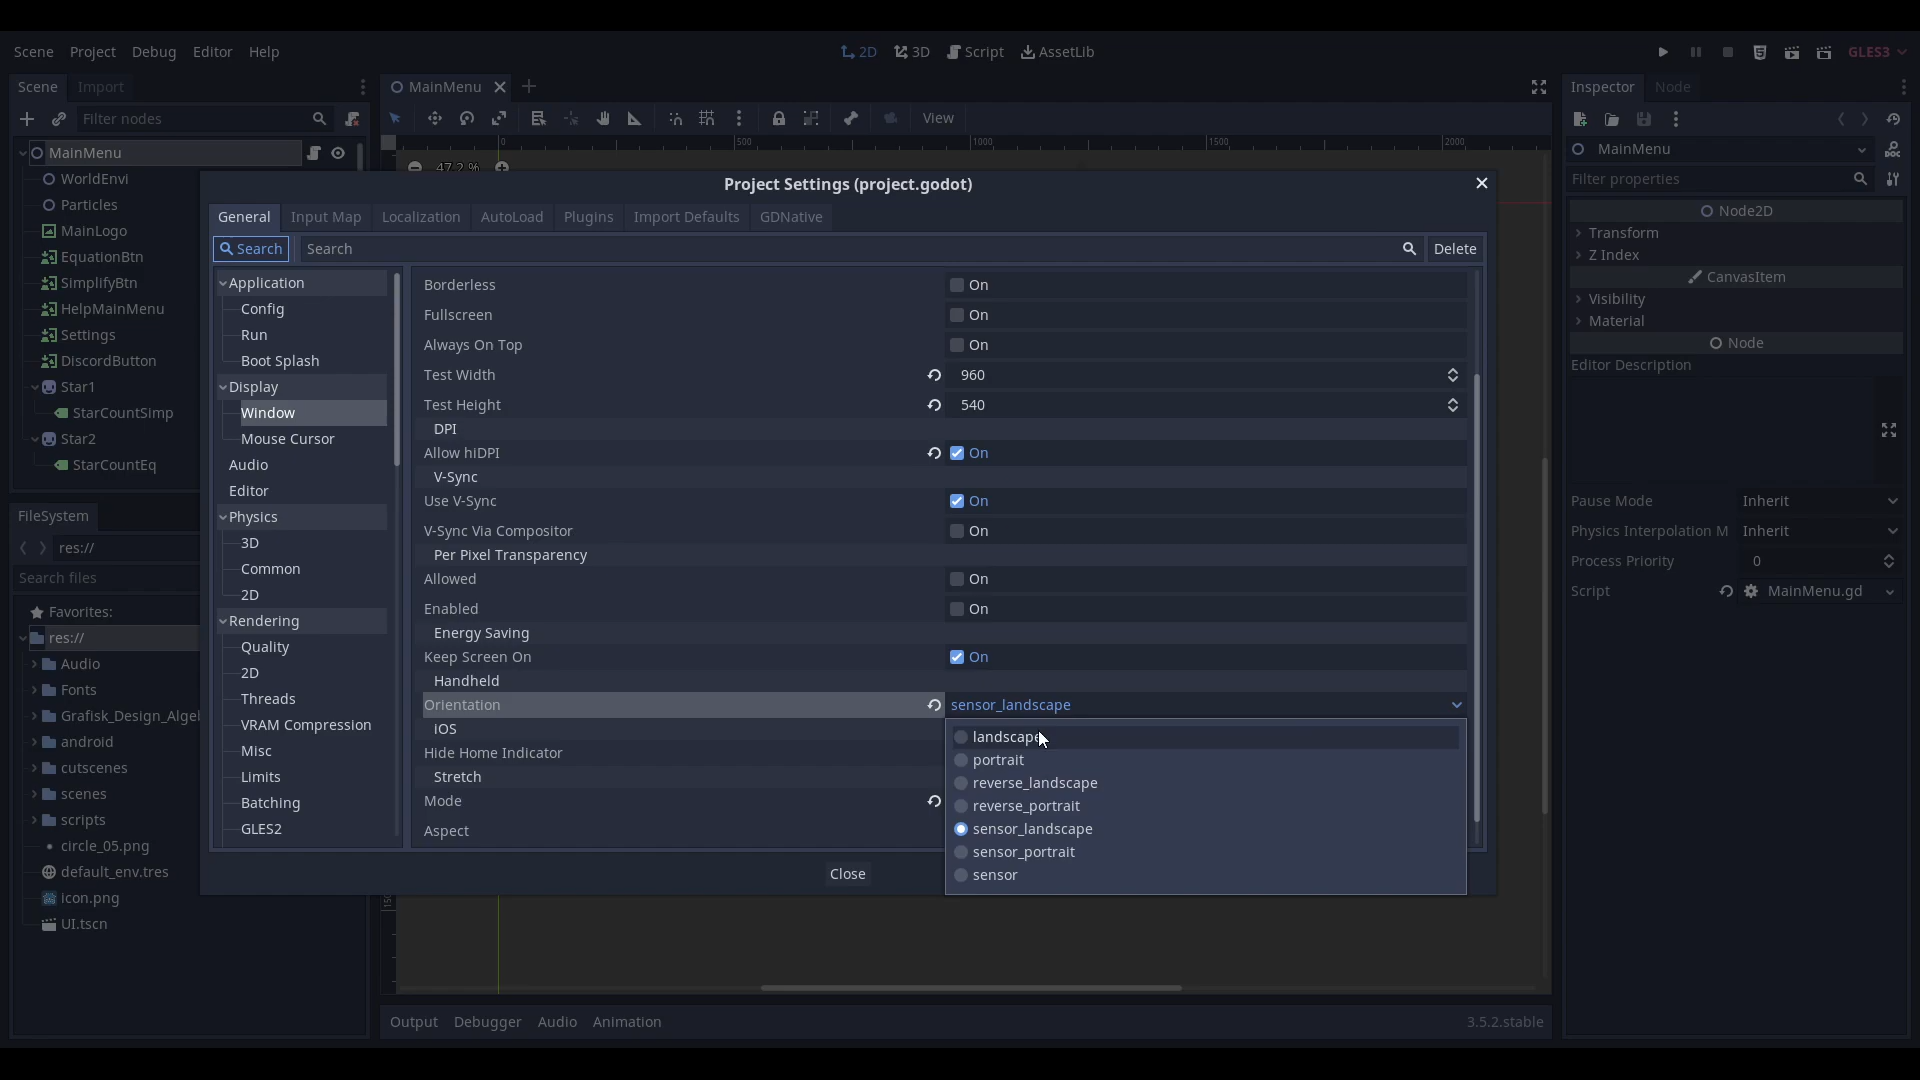 Scene Project Debug Editor Help
2D 3D Script AssetLib
GLES3
Scene Import
Filter nodes
MainMenu
WorldEnvi
Particles
MainLogo
EquationBtn
SimplifyBtn
HelpMainMenu
Settings
DiscordButton
Star1
StarCountSimp
Star2
StarCountEq
FileSystem
res://
Search files
Favorites:
res://
Audio
Fonts
Grafisk_Design_Algeb
android
cutscenes
scenes
scripts
circle_05.png
default_env.tres
icon.png
UI.tscn
MainMenu
View
0 500 1000 1500 2000
47.2 %
Project Settings (project.godot)
General Input Map Localization AutoLoad Plugins Import Defaults GDNative
Search Search Delete
Application
Config
Run
Boot Splash
Display
Window
Mouse Cursor
Audio
Editor
Physics
3D
Common
2D
Rendering
Quality
2D
Threads
VRAM Compression
Misc
Limits
Batching
GLES2
Borderless On
Fullscreen On
Always On Top On
Test Width 960
Test Height 540
DPI
Allow hiDPI On
V-Sync
Use V-Sync On
V-Sync Via Compositor On
Per Pixel Transparency
Allowed On
Enabled On
Energy Saving
Keep Screen On On
Handheld
Orientation sensor_landscape
iOS
Hide Home Indicator
Stretch
Mode
Aspect
landscape
portrait
reverse_landscape
reverse_portrait
sensor_landscape
sensor_portrait
sensor
Close
Output Debugger Audio Animation 3.5.2.stable
Inspector Node
MainMenu
Filter properties
Node2D
Transform
Z Index
CanvasItem
Visibility
Material
Node
Editor Description
Pause Mode Inherit
Physics Interpolation M Inherit
Process Priority 0
Script MainMenu.gd